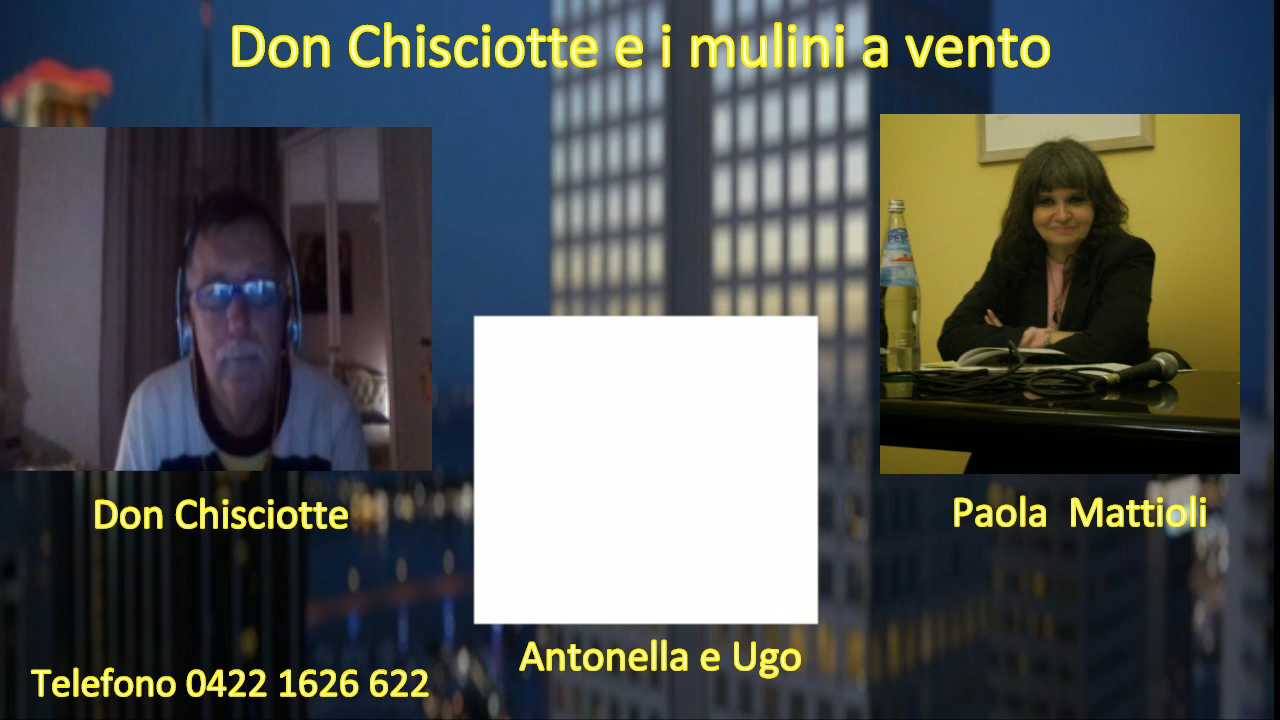 Don Chisciotte e i mulini a vento
Don Chisciotte
Paola Mattioli
Antonella e Ugo
Telefono 0422 1626 622